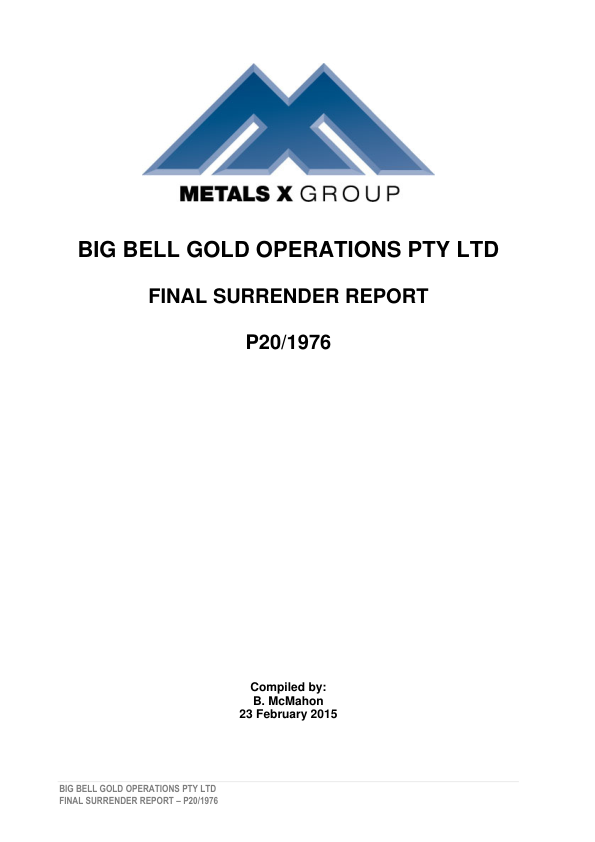 METALS X GROUP
BIG BELL GOLD OPERATIONS PTY LTD
FINAL SURRENDER REPORT
P20/1976
Compiled by:
B. McMahon
23 February 2015
BIG BELL GOLD OPERATIONS PTY LTD
FINAL SURRENDER REPORT – P20/1976